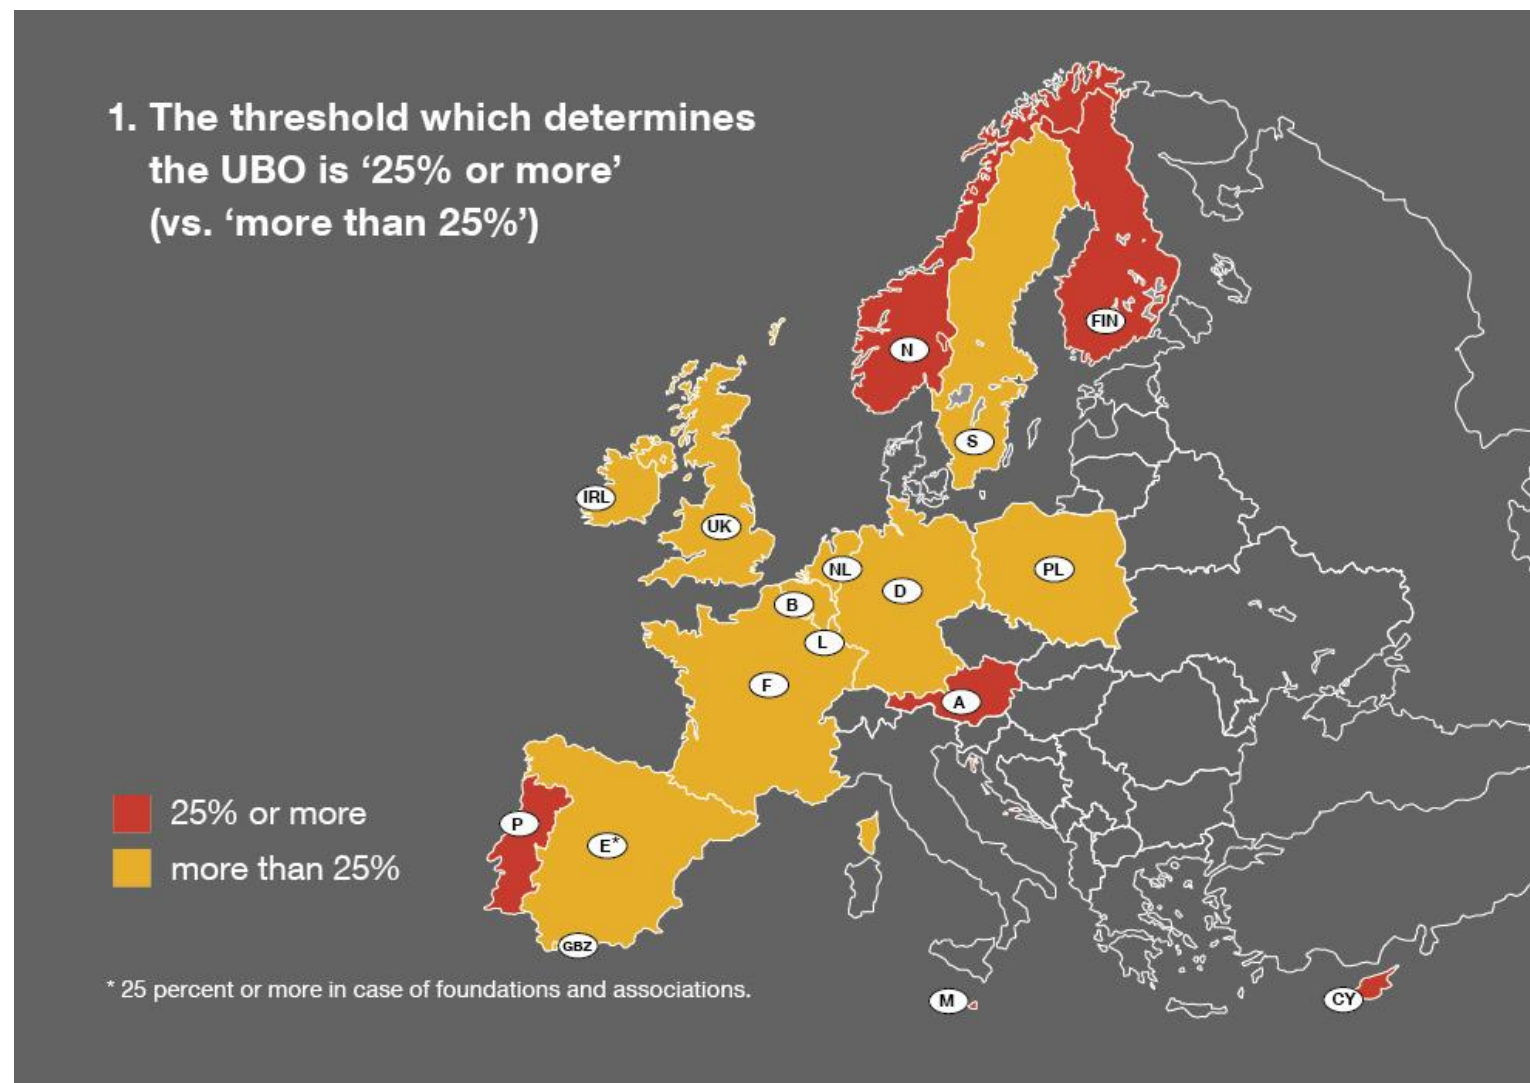 1. The threshold which determines
the UBO is ‘25% or more’
(vs. ‘more than 25%’)
N
FIN
S
IRL
UK
NL
PL
D
B
L
F
A
25% or more
P
E*
more than 25%
GBZ
* 25 percent or more in case of foundations and associations.
M
CY